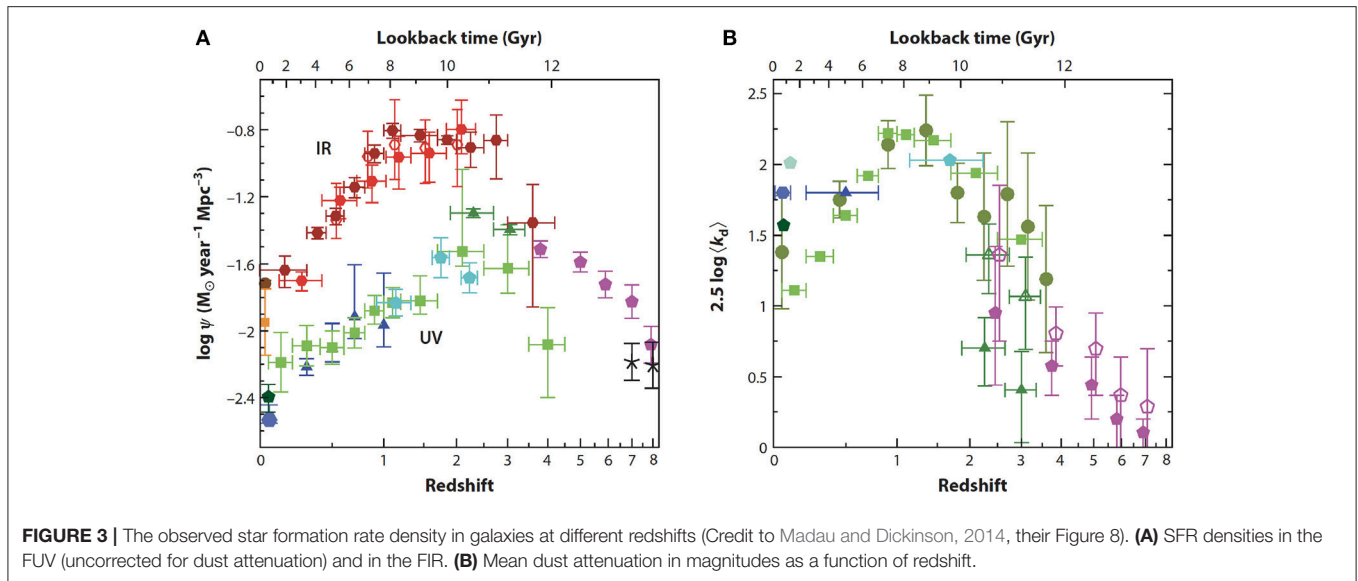 A
Lookback time (Gyr)
0 2 4 6 8 10 12
-0.8
-1.2
-1.6
-2
-2.4
log ψ (M⊙ year⁻¹ Mpc⁻³)
IR
UV
0 1 2 3 4 5 6 7 8
Redshift
B
Lookback time (Gyr)
0 2 4 6 8 10 12
2.5
2
1.5
1
0.5
0
2.5 log ⟨k_d⟩
0 1 2 3 4 5 6 7 8
Redshift
FIGURE 3 | The observed star formation rate density in galaxies at different redshifts (Credit to Madau and Dickinson, 2014, their Figure 8). (A) SFR densities in the
FUV (uncorrected for dust attenuation) and in the FIR. (B) Mean dust attenuation in magnitudes as a function of redshift.